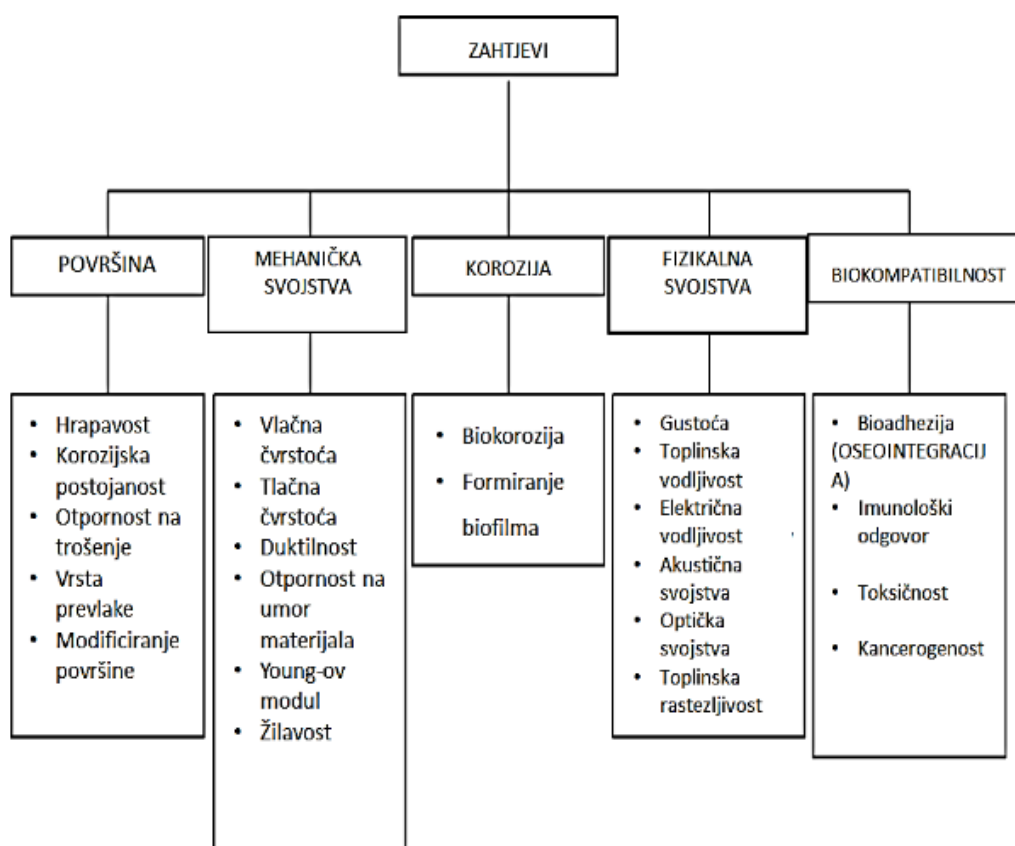 ZAHTJEVI
POVRŠINA
MEHANIČKA
SVOJSTVA
KOROZIJA
FIZIKALNA
SVOJSTVA
BIOKOMPATIBILNOST
• Hrapavost
• Korozijska
postojanost
• Otpornost na
trošenje
• Vrsta
prevlake
• Modificiranje
površine
• Vlačna
čvrstoća
• Tlačna
čvrstoća
• Duktilnost
• Otpornost na
umor
materijala
• Young-ov
modul
• Žilavost
• Biokorozija
• Formiranje
biofilma
• Gustoća
• Toplinska
vodljivost
• Električna
vodljivost
• Akustična
svojstva
• Optička
svojstva
• Toplinska
rastezljivost
• Bioadhezija
(OSEOINTEGRACIJ
A)
• Imunološki
odgovor
• Toksičnost
• Kancerogenost